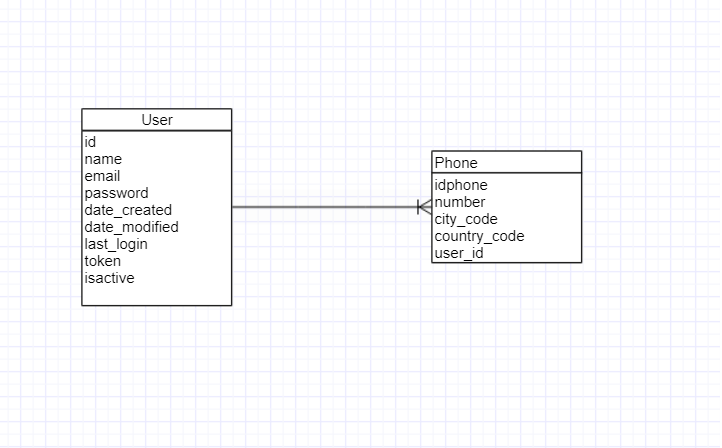 User
id
name
email
password
date_created
date_modified
last_login
token
isactive
Phone
idphone
number
city_code
country_code
user_id